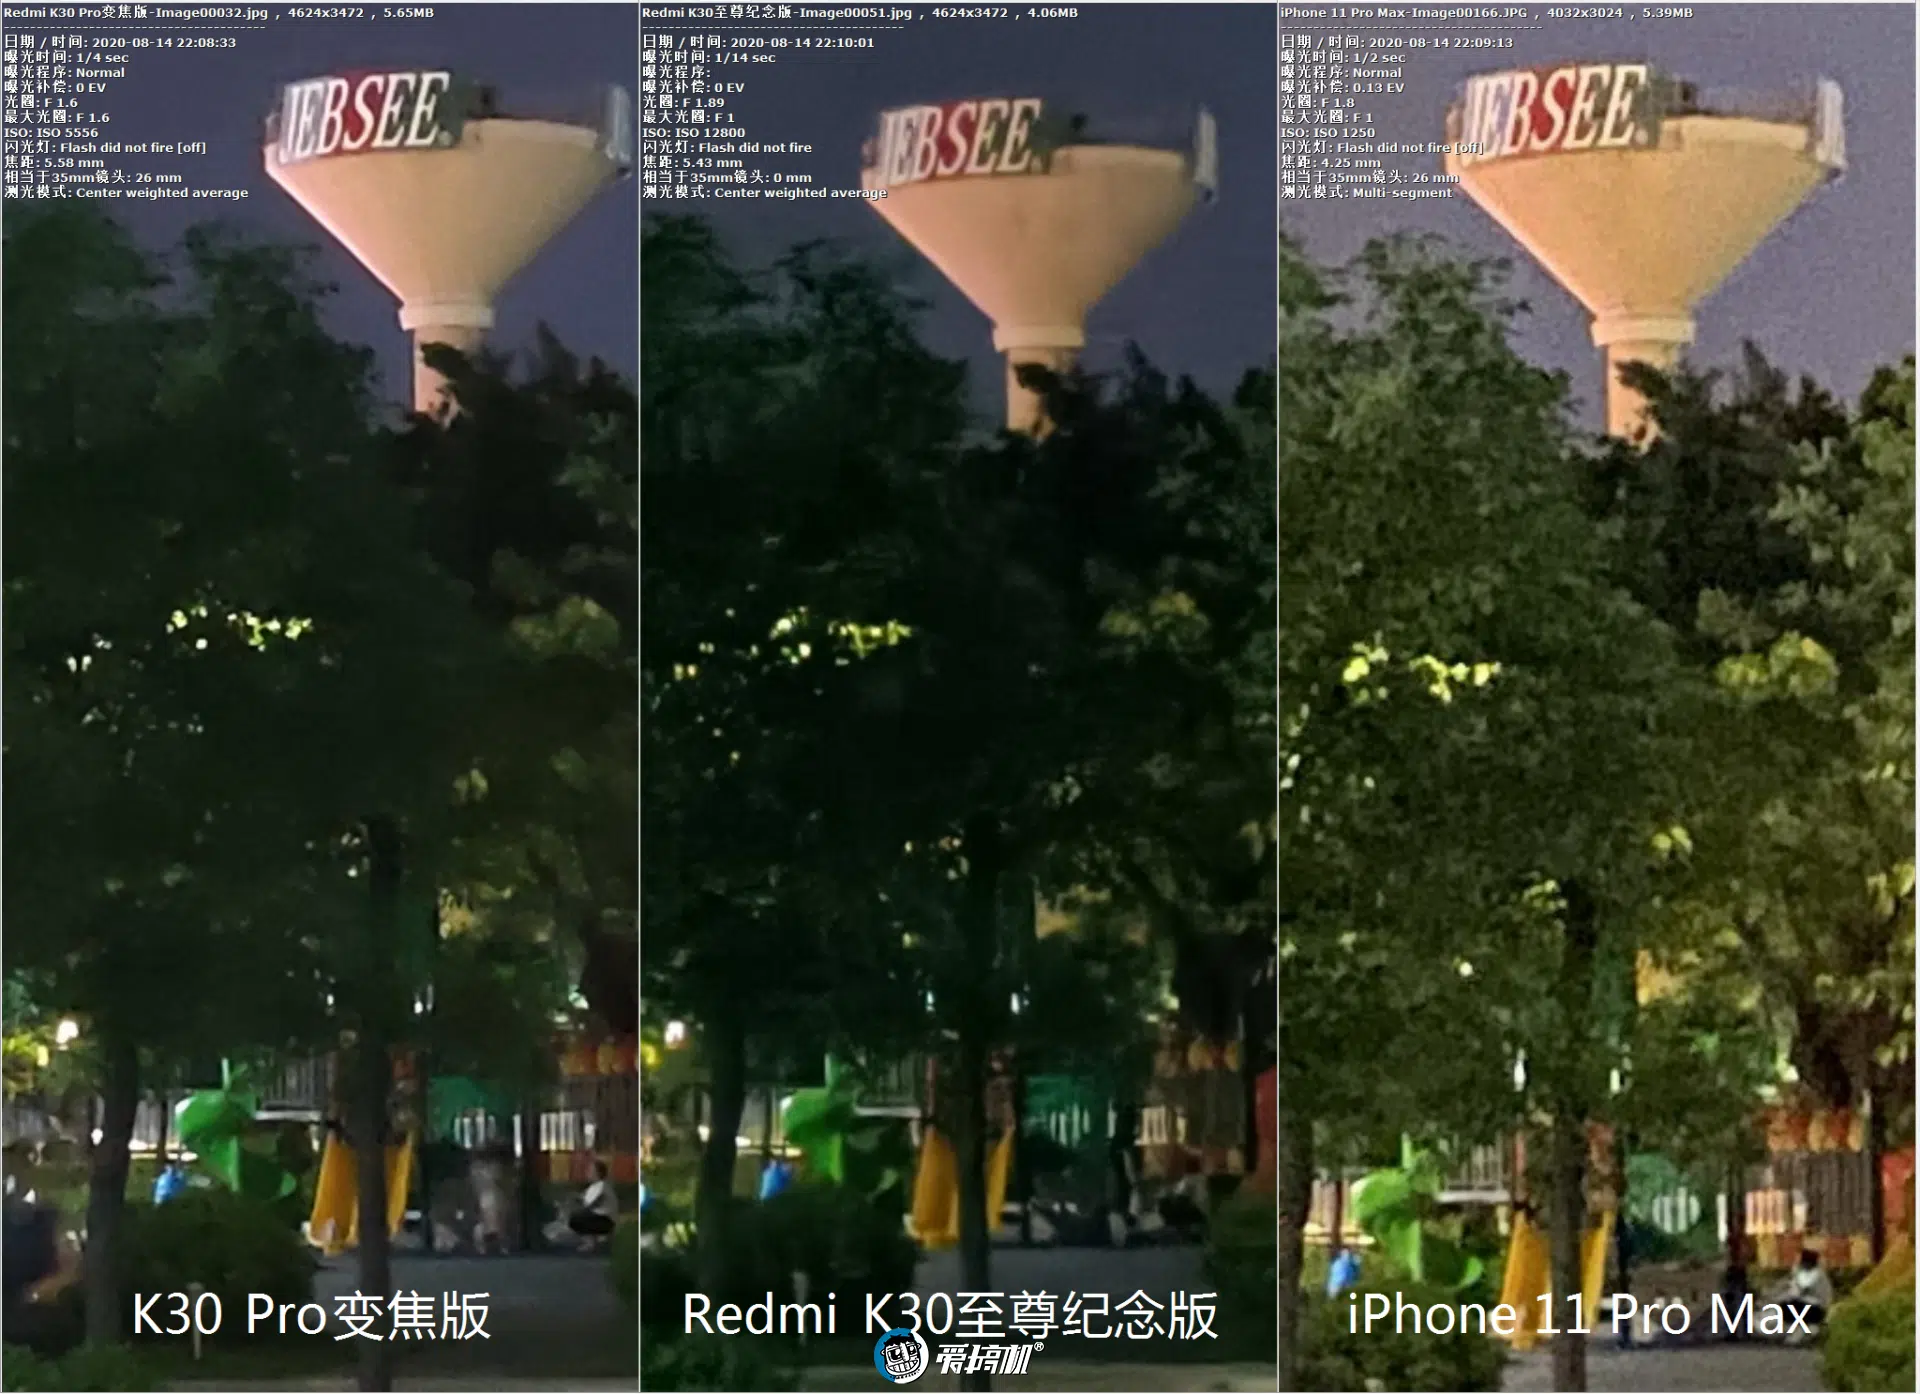 Redmi K30 Pro变焦版-Image00032.jpg , 4624x3472 , 5.65MB
日期 / 时间: 2020-08-14 22:08:33
曝光时间: 1/4 sec
曝光程序: Normal
曝光补偿: 0 EV
光圈: F 1.6
最大光圈: F 1.6
ISO: ISO 5556
闪光灯: Flash did not fire [off]
焦距: 5.58 mm
相当于35mm镜头: 26 mm
测光模式: Center weighted average
JEBSEE.
K30 Pro变焦版
Redmi K30至尊纪念版-Image00051.jpg , 4624x3472 , 4.06MB
日期 / 时间: 2020-08-14 22:10:01
曝光时间: 1/14 sec
曝光程序:
曝光补偿: 0 EV
光圈: F 1.89
最大光圈: F 1
ISO: ISO 12800
闪光灯: Flash did not fire
焦距: 5.43 mm
相当于35mm镜头: 0 mm
测光模式: Center weighted average
JEBSEE.
Redmi K30至尊纪念版
爱搞机®
iPhone 11 Pro Max-Image00166.JPG , 4032x3024 , 5.39MB
日期 / 时间: 2020-08-14 22:09:13
曝光时间: 1/2 sec
曝光程序: Normal
曝光补偿: 0.13 EV
光圈: F 1.8
最大光圈: F 1
ISO: ISO 1250
闪光灯: Flash did not fire [off]
焦距: 4.25 mm
相当于35mm镜头: 26 mm
测光模式: Multi-segment
JEBSEE.
iPhone 11 Pro Max